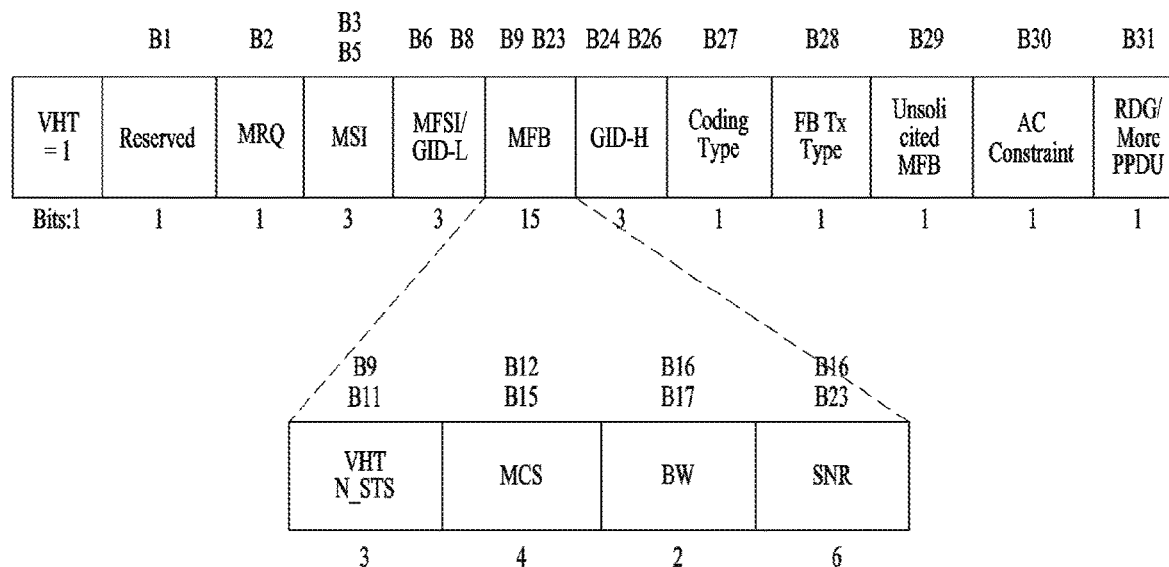 B1 B2 B3 B5 B6 B8 B9 B23 B24 B26 B27 B28 B29 B30 B31
VHT = 1
Reserved
MRQ
MSI
MFSI/ GID-L
MFB
GID-H
Coding Type
FB Tx Type
Unsoli cited MFB
AC Constraint
RDG/ More PPDU
Bits:1 1 1 3 3 15 3 1 1 1 1 1
B9 B12 B16 B16
B11 B15 B17 B23
VHT N_STS
MCS
BW
SNR
3 4 2 6